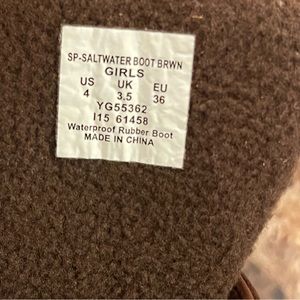 SP-SALTWATER BOOT BRWN
GIRLS
US UK EU
4 3.5 36
YG55362
I15 61458
Waterproof Rubber Boot
MADE IN CHINA